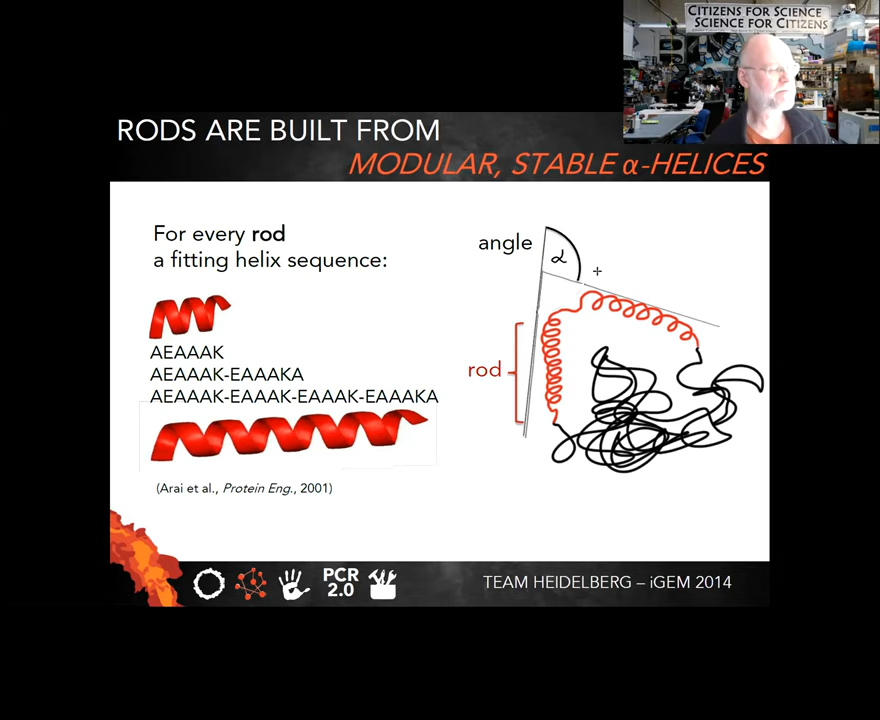 CITIZENS FOR SCIENCE
SCIENCE FOR CITIZENS
RODS ARE BUILT FROM
MODULAR, STABLE α-HELICES
For every rod
a fitting helix sequence:
AEAAAK
AEAAAK-EAAAKA
AEAAAK-EAAAK-EAAAK-EAAAKA
(Arai et al., Protein Eng., 2001)
angle
α
rod
PCR
2.0
TEAM HEIDELBERG – iGEM 2014